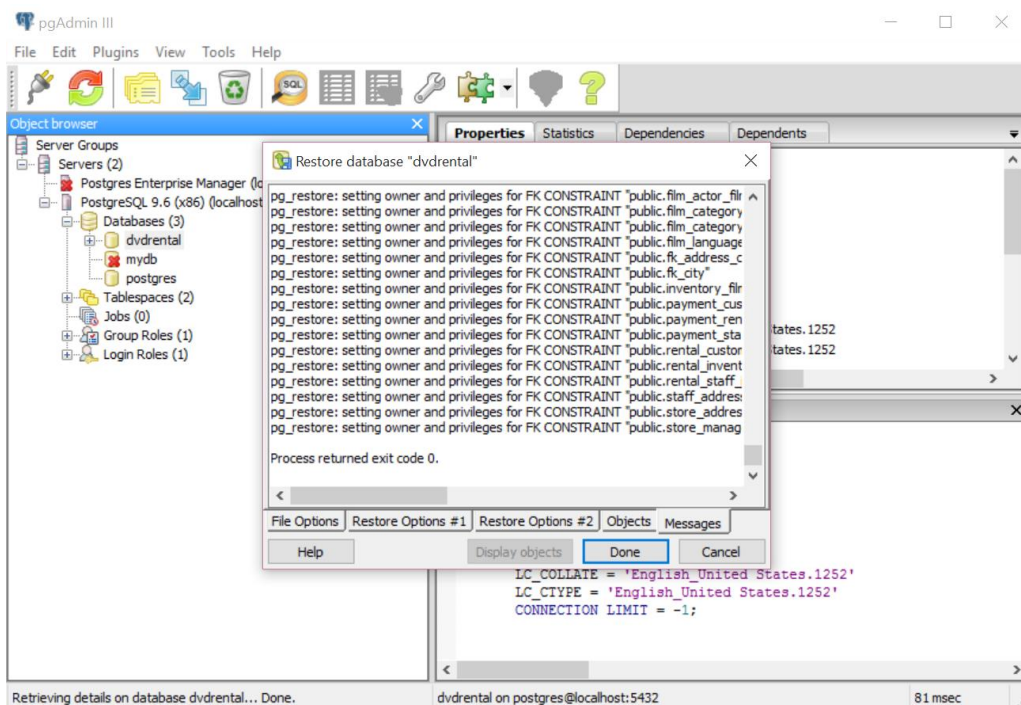 pgAdmin III
File Edit Plugins View Tools Help
SQL
Object browser
Properties Statistics Dependencies Dependents
Server Groups
Servers (2)
Postgres Enterprise Manager (lo
PostgreSQL 9.6 (x86) (localhost
Databases (3)
dvdrental
mydb
postgres
Tablespaces (2)
Jobs (0)
Group Roles (1)
Login Roles (1)
tates.1252
tates.1252
Restore database "dvdrental"
pg_restore: setting owner and privileges for FK CONSTRAINT "public.film_actor_film
pg_restore: setting owner and privileges for FK CONSTRAINT "public.film_category
pg_restore: setting owner and privileges for FK CONSTRAINT "public.film_category
pg_restore: setting owner and privileges for FK CONSTRAINT "public.film_language
pg_restore: setting owner and privileges for FK CONSTRAINT "public.fk_address_c
pg_restore: setting owner and privileges for FK CONSTRAINT "public.fk_city"
pg_restore: setting owner and privileges for FK CONSTRAINT "public.inventory_film
pg_restore: setting owner and privileges for FK CONSTRAINT "public.payment_cus
pg_restore: setting owner and privileges for FK CONSTRAINT "public.payment_ren
pg_restore: setting owner and privileges for FK CONSTRAINT "public.payment_sta
pg_restore: setting owner and privileges for FK CONSTRAINT "public.rental_custom
pg_restore: setting owner and privileges for FK CONSTRAINT "public.rental_invent
pg_restore: setting owner and privileges for FK CONSTRAINT "public.rental_staff_
pg_restore: setting owner and privileges for FK CONSTRAINT "public.staff_address
pg_restore: setting owner and privileges for FK CONSTRAINT "public.store_addres
pg_restore: setting owner and privileges for FK CONSTRAINT "public.store_manag
Process returned exit code 0.
File Options Restore Options #1 Restore Options #2 Objects Messages
Help Display objects Done Cancel
LC_COLLATE = 'English_United States.1252'
LC_CTYPE = 'English_United States.1252'
CONNECTION LIMIT = -1;
Retrieving details on database dvdrental... Done. dvdrental on postgres@localhost:5432 81 msec